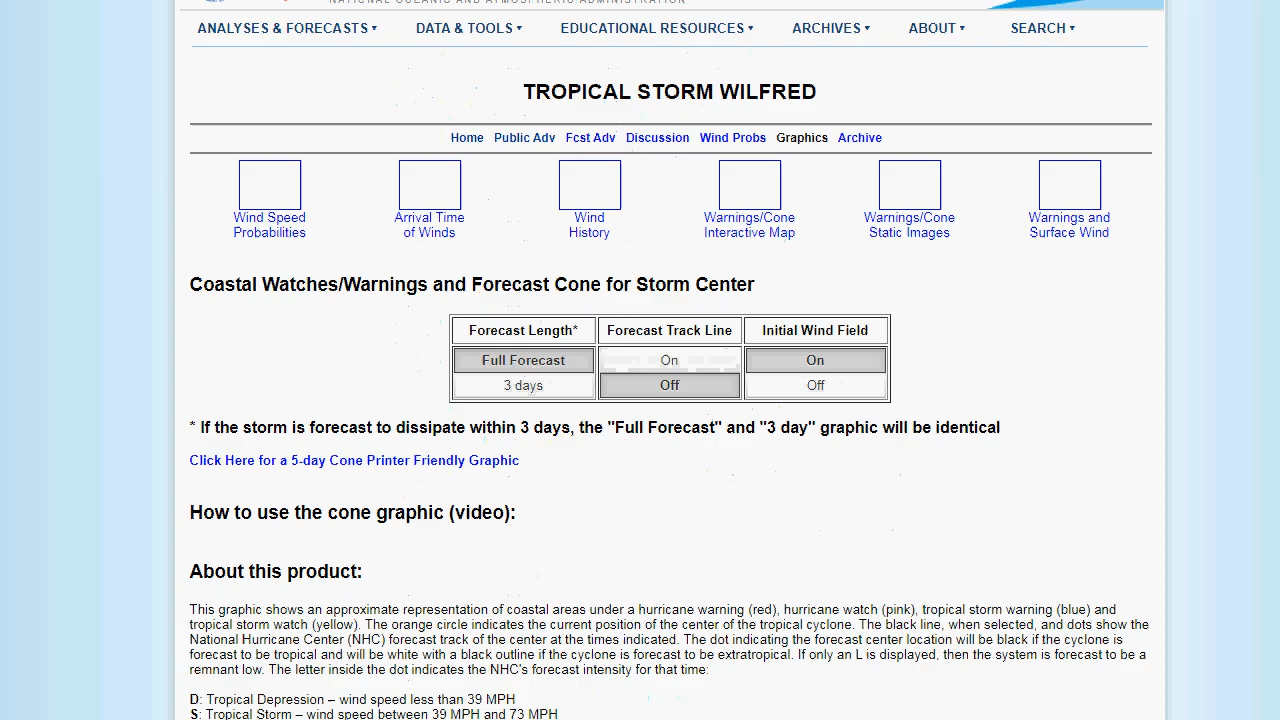 NATIONAL OCEANIC AND ATMOSPHERIC ADMINISTRATION
ANALYSES & FORECASTS▾ DATA & TOOLS▾ EDUCATIONAL RESOURCES▾ ARCHIVES▾ ABOUT▾ SEARCH▾
TROPICAL STORM WILFRED
Home Public Adv Fcst Adv Discussion Wind Probs Graphics Archive
Wind Speed Arrival Time Wind Warnings/Cone Warnings/Cone Warnings and
Probabilities of Winds History Interactive Map Static Images Surface Wind
Coastal Watches/Warnings and Forecast Cone for Storm Center
Forecast Length* Forecast Track Line Initial Wind Field
Full Forecast On On
3 days Off Off
* If the storm is forecast to dissipate within 3 days, the "Full Forecast" and "3 day" graphic will be identical
Click Here for a 5-day Cone Printer Friendly Graphic
How to use the cone graphic (video):
About this product:
This graphic shows an approximate representation of coastal areas under a hurricane warning (red), hurricane watch (pink), tropical storm warning (blue) and
tropical storm watch (yellow). The orange circle indicates the current position of the center of the tropical cyclone. The black line, when selected, and dots show the
National Hurricane Center (NHC) forecast track of the center at the times indicated. The dot indicating the forecast center location will be black if the cyclone is
forecast to be tropical and will be white with a black outline if the cyclone is forecast to be extratropical. If only an L is displayed, then the system is forecast to be a
remnant low. The letter inside the dot indicates the NHC's forecast intensity for that time:
D: Tropical Depression – wind speed less than 39 MPH
S: Tropical Storm – wind speed between 39 MPH and 73 MPH